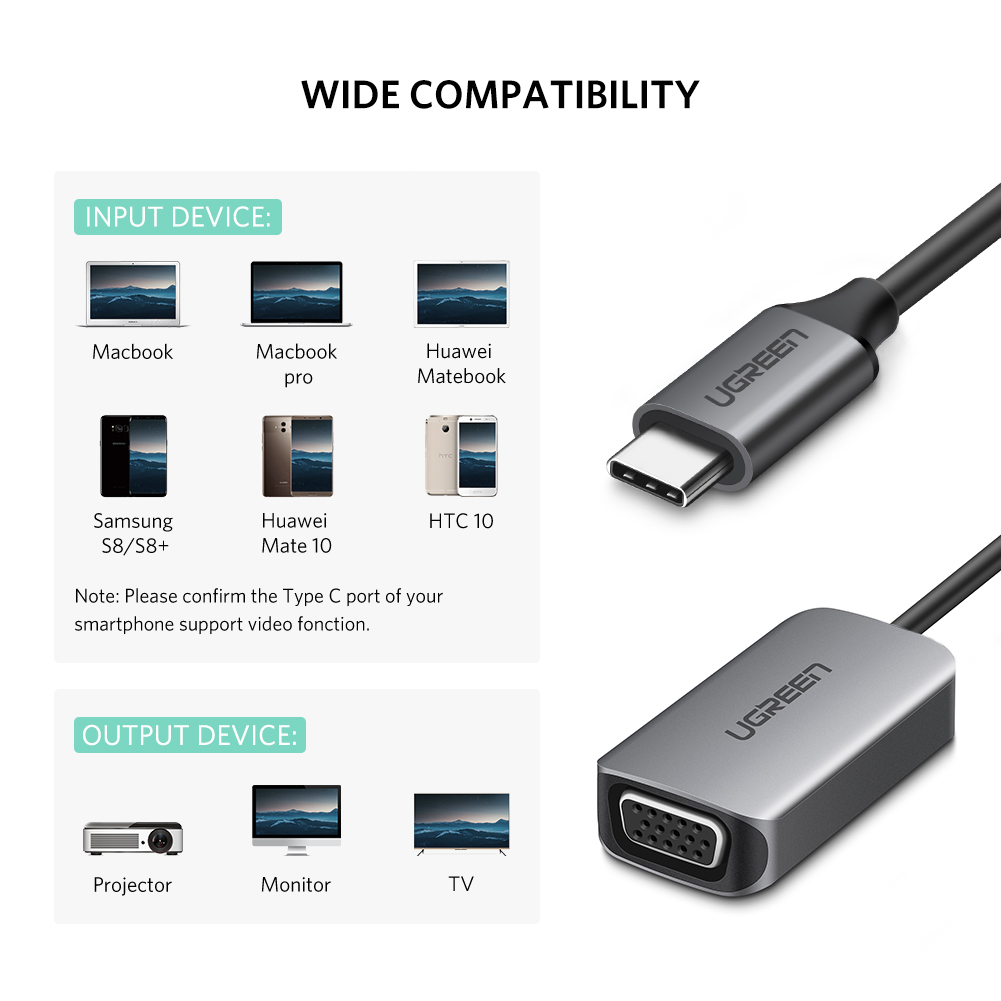 WIDE COMPATIBILITY
INPUT DEVICE:
Macbook
Macbook
pro
Huawei
Matebook
Samsung
S8/S8+
Huawei
Mate 10
HTC 10
Note: Please confirm the Type C port of your
smartphone support video fonction.
OUTPUT DEVICE:
Projector
Monitor
TV
UGREEN
UGREEN